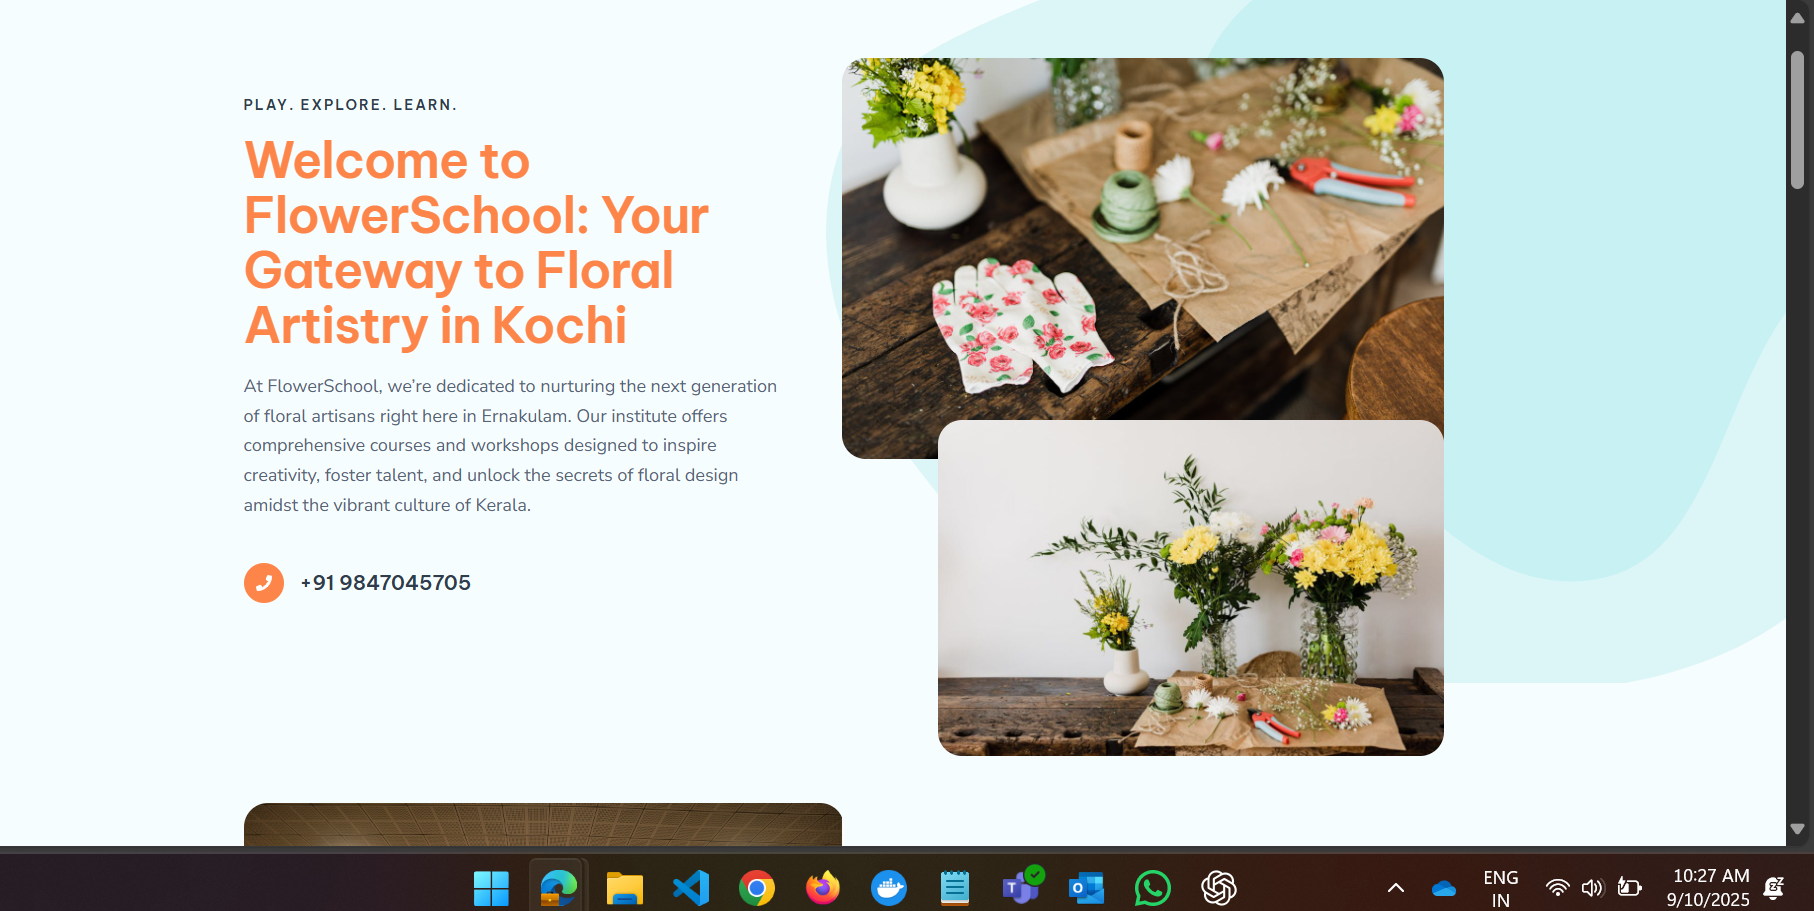 PLAY. EXPLORE. LEARN.
Welcome to
FlowerSchool: Your
Gateway to Floral
Artistry in Kochi
At FlowerSchool, we’re dedicated to nurturing the next generation
of floral artisans right here in Ernakulam. Our institute offers
comprehensive courses and workshops designed to inspire
creativity, foster talent, and unlock the secrets of floral design
amidst the vibrant culture of Kerala.
+91 9847045705
ENG
IN
10:27 AM
9/10/2025